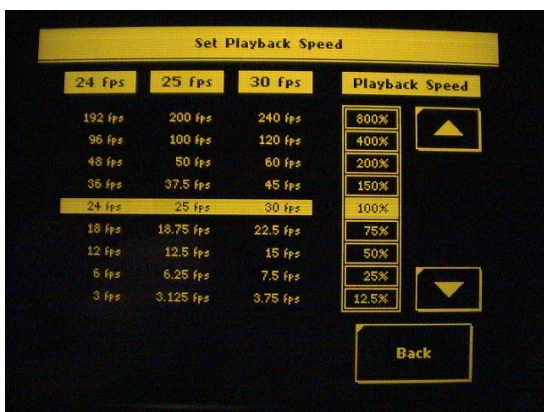 Set Playback Speed
24 fps 25 fps 30 fps Playback Speed
192 fps 200 fps 240 fps 800%
96 fps 100 fps 120 fps 400%
48 fps 50 fps 60 fps 200%
36 fps 37.5 fps 45 fps 150%
24 fps 25 fps 30 fps 100%
18 fps 18.75 fps 22.5 fps 75%
12 fps 12.5 fps 15 fps 50%
6 fps 6.25 fps 7.5 fps 25%
3 fps 3.125 fps 3.75 fps 12.5%
Back